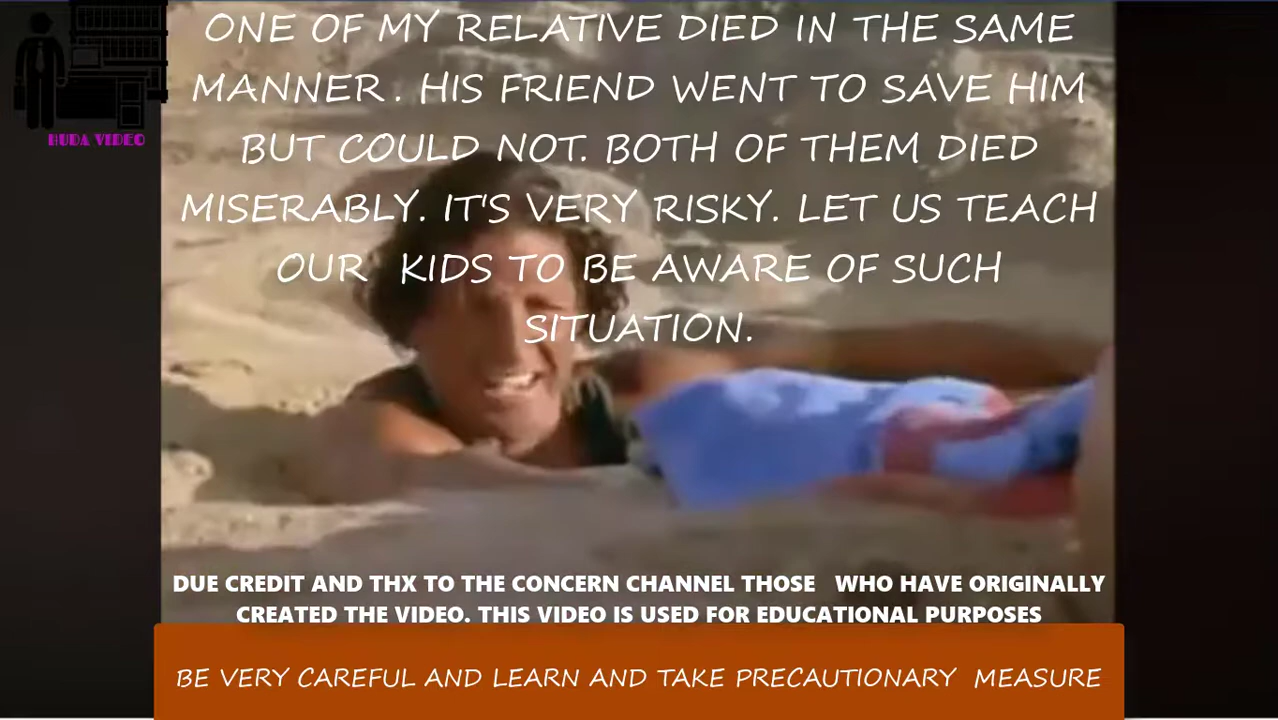 ONE OF MY RELATIVE DIED IN THE SAME
MANNER. HIS FRIEND WENT TO SAVE HIM
BUT COULD NOT. BOTH OF THEM DIED
MISERABLY. IT'S VERY RISKY. LET US TEACH
OUR KIDS TO BE AWARE OF SUCH
SITUATION.
HUDA VIDEO
DUE CREDIT AND THX TO THE CONCERN CHANNEL THOSE WHO HAVE ORIGINALLY
CREATED THE VIDEO. THIS VIDEO IS USED FOR EDUCATIONAL PURPOSES
BE VERY CAREFUL AND LEARN AND TAKE PRECAUTIONARY MEASURE